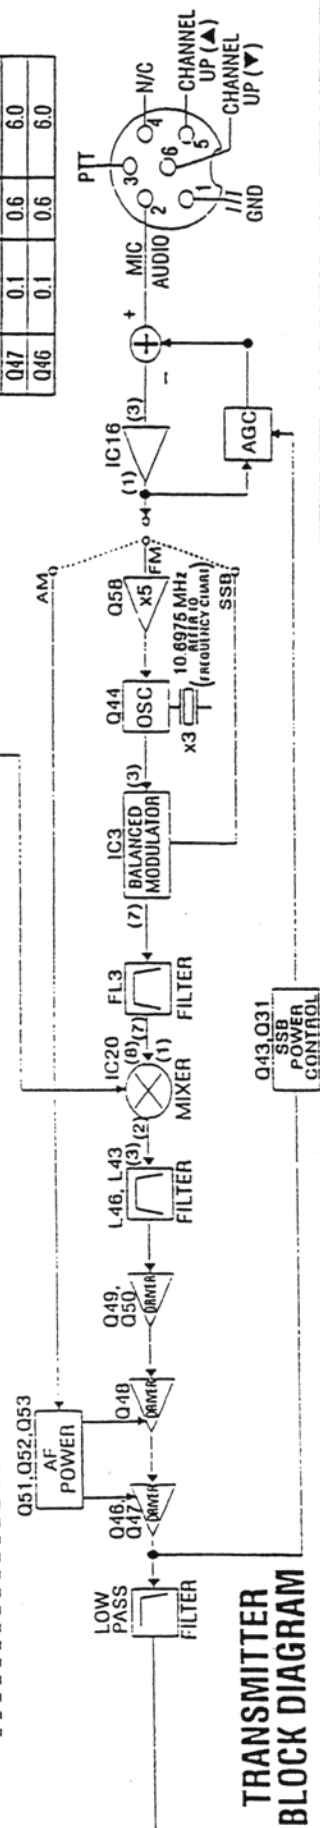 Q47 0.1 0.6 6.0
Q46 0.1 0.6 6.0
LOW
PASS
FILTER
Q46,
Q47
DRIVER
Q51, Q52, Q53
AF
POWER
Q48
DRIVER
Q49,
Q50
DRIVER
L46, L43
FILTER
(3)
(2)
IC20
(8)
(7)
(1)
MIXER
FL3
FILTER
(7)
IC3
BALANCED
MODULATOR
(3)
Q44
OSC
x3
10.6975 MHz
(REFER TO
FREQUENCY CHART)
Q58
x5
AM
FM
SSB
(1)
IC16
(3)
AGC
+
−
MIC
AUDIO
PTT
N/C
CHANNEL
UP (▲)
CHANNEL
UP (▼)
GND
1
2
3
4
5
6
Q43, Q31
SSB
POWER
CONTROL
TRANSMITTER
BLOCK DIAGRAM